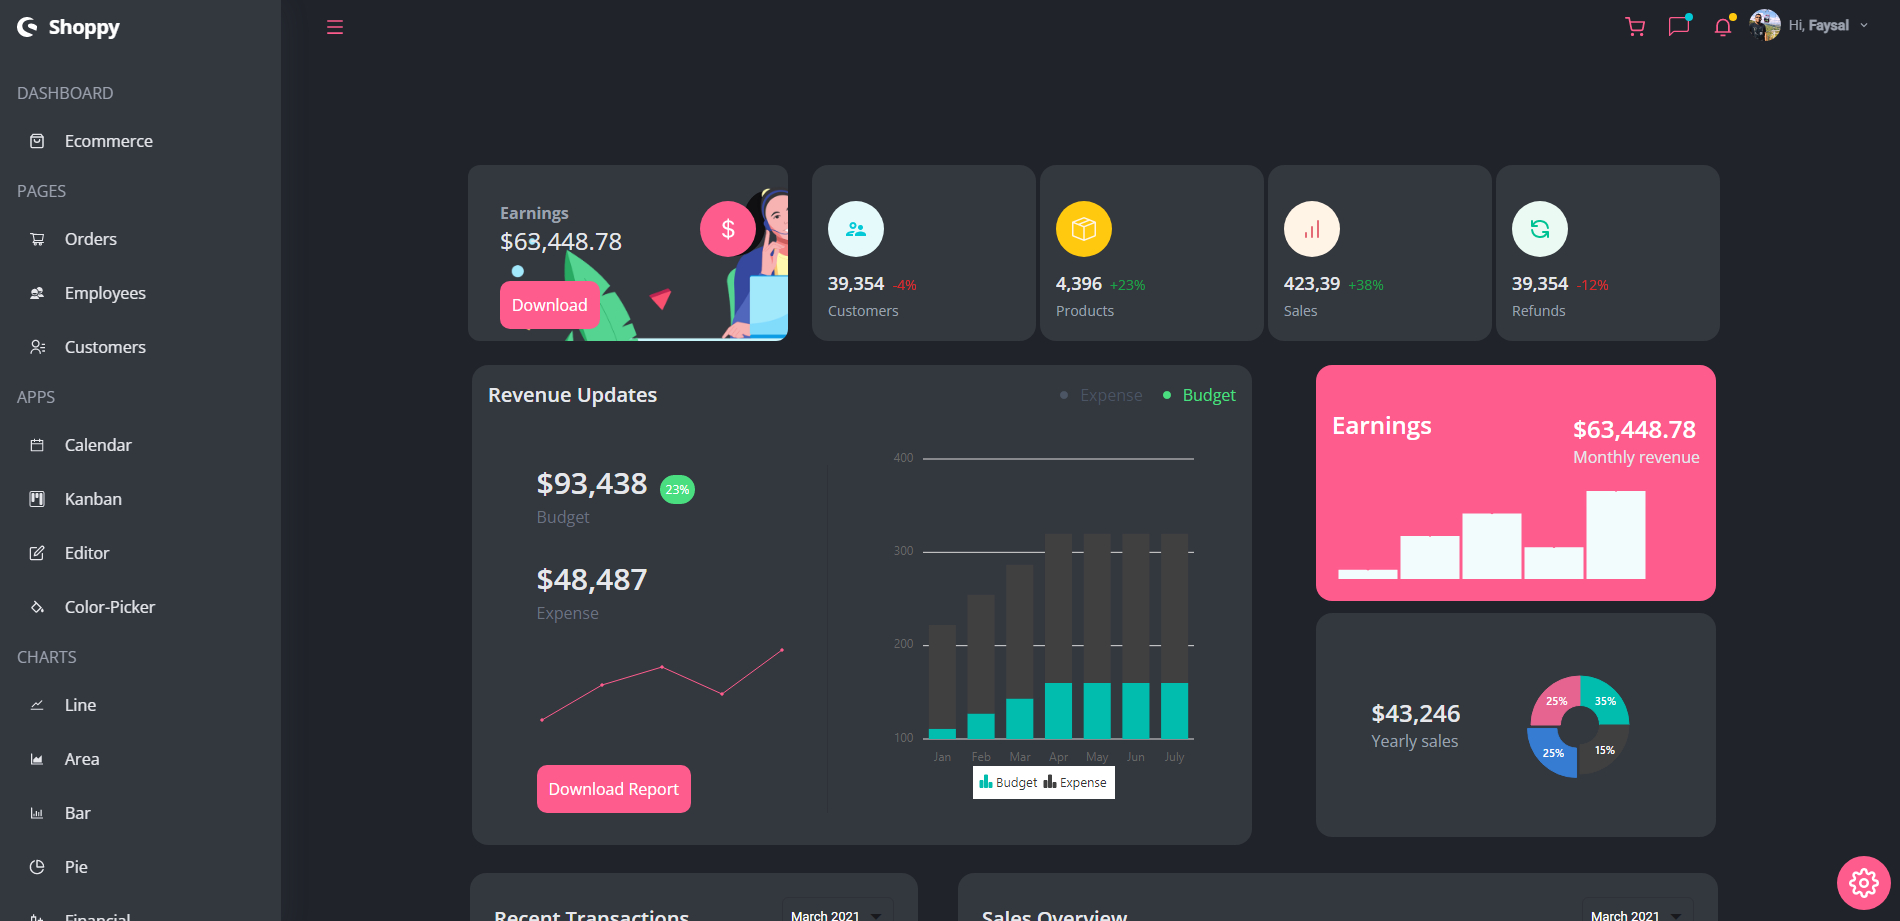 Shoppy
Hi, Faysal
DASHBOARD
Ecommerce
PAGES
Orders
Employees
Customers
APPS
Calendar
Kanban
Editor
Color-Picker
CHARTS
Line
Area
Bar
Pie
Financial
Earnings
$63,448.78
$
Download
39,354 -4%
Customers
4,396 +23%
Products
423,39 +38%
Sales
39,354 -12%
Refunds
Revenue Updates
Expense
Budget
$93,438 23%
Budget
$48,487
Expense
Download Report
400
300
200
100
Jan Feb Mar Apr May Jun July
Budget Expense
Earnings
$63,448.78
Monthly revenue
$43,246
Yearly sales
25% 35%
25% 15%
Recent Transactions
March 2021
Sales Overview
March 2021